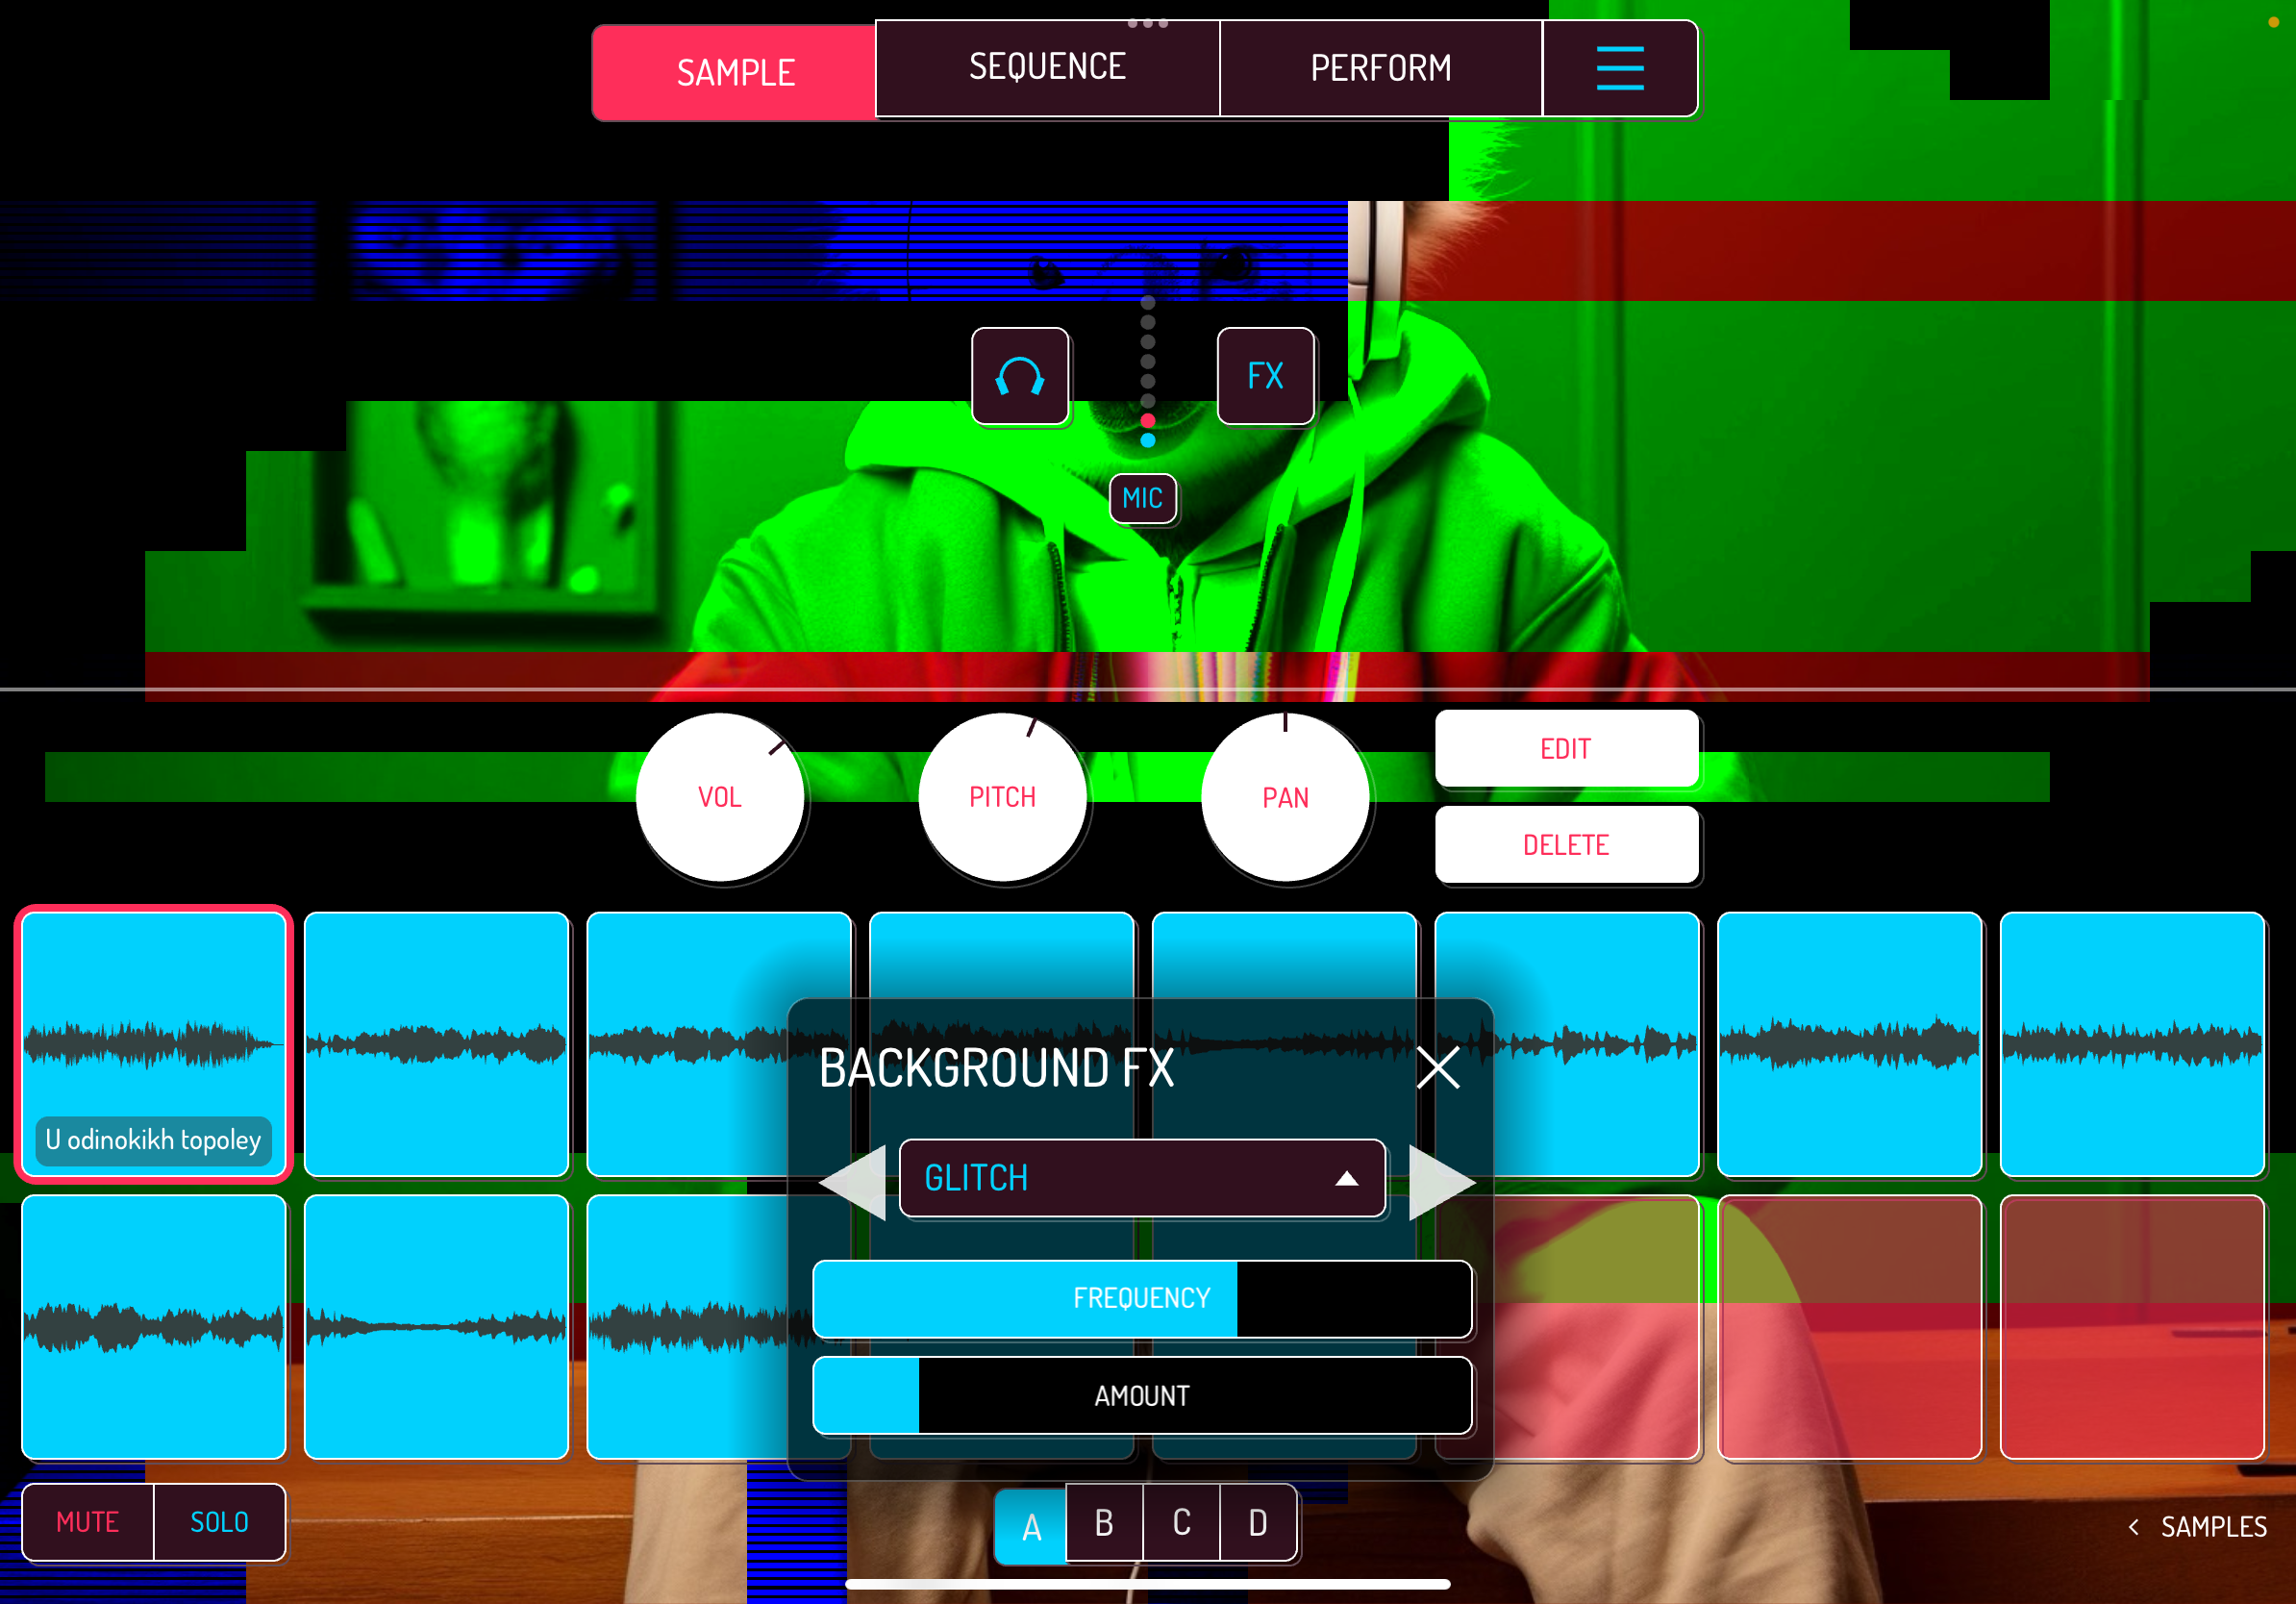 SAMPLE SEQUENCE PERFORM
FX
MIC
VOL PITCH PAN EDIT
DELETE
U odinokikh topoley
BACKGROUND FX
GLITCH
FREQUENCY
AMOUNT
MUTE SOLO A B C D SAMPLES